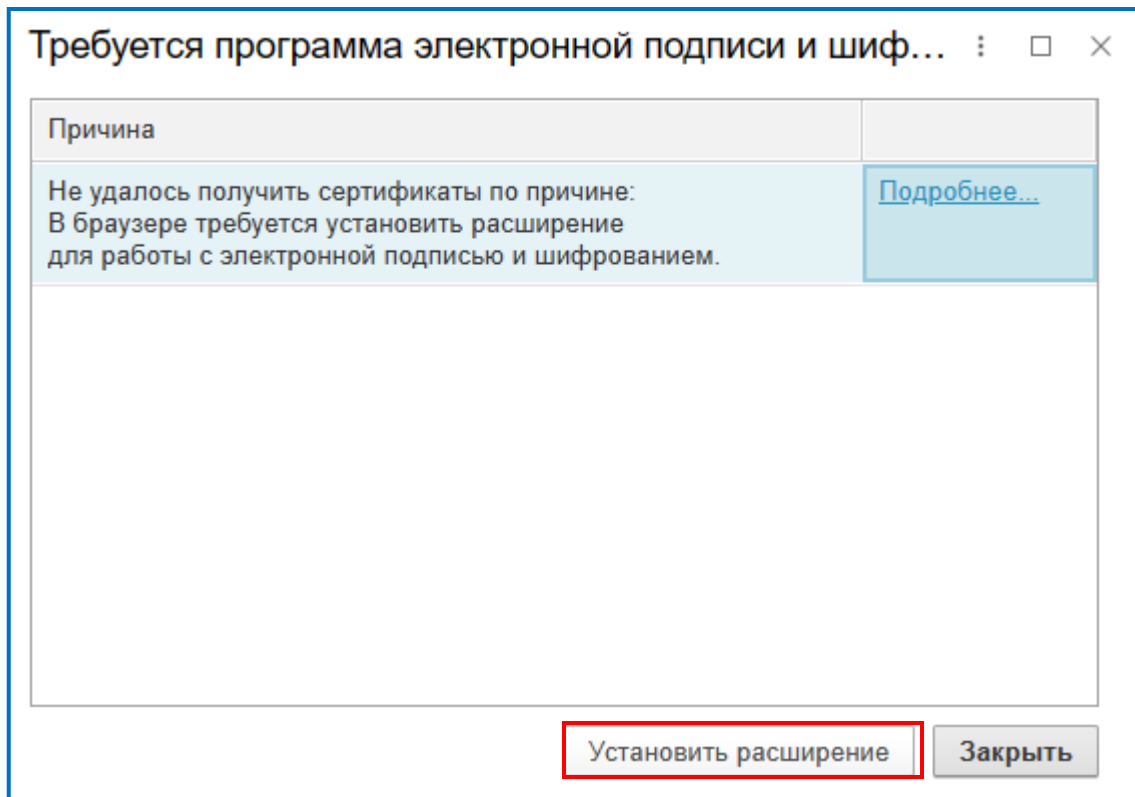 Требуется программа электронной подписи и шиф...
Причина
Не удалось получить сертификаты по причине:
В браузере требуется установить расширение
для работы с электронной подписью и шифрованием.
Подробнее...
Установить расширение
Закрыть